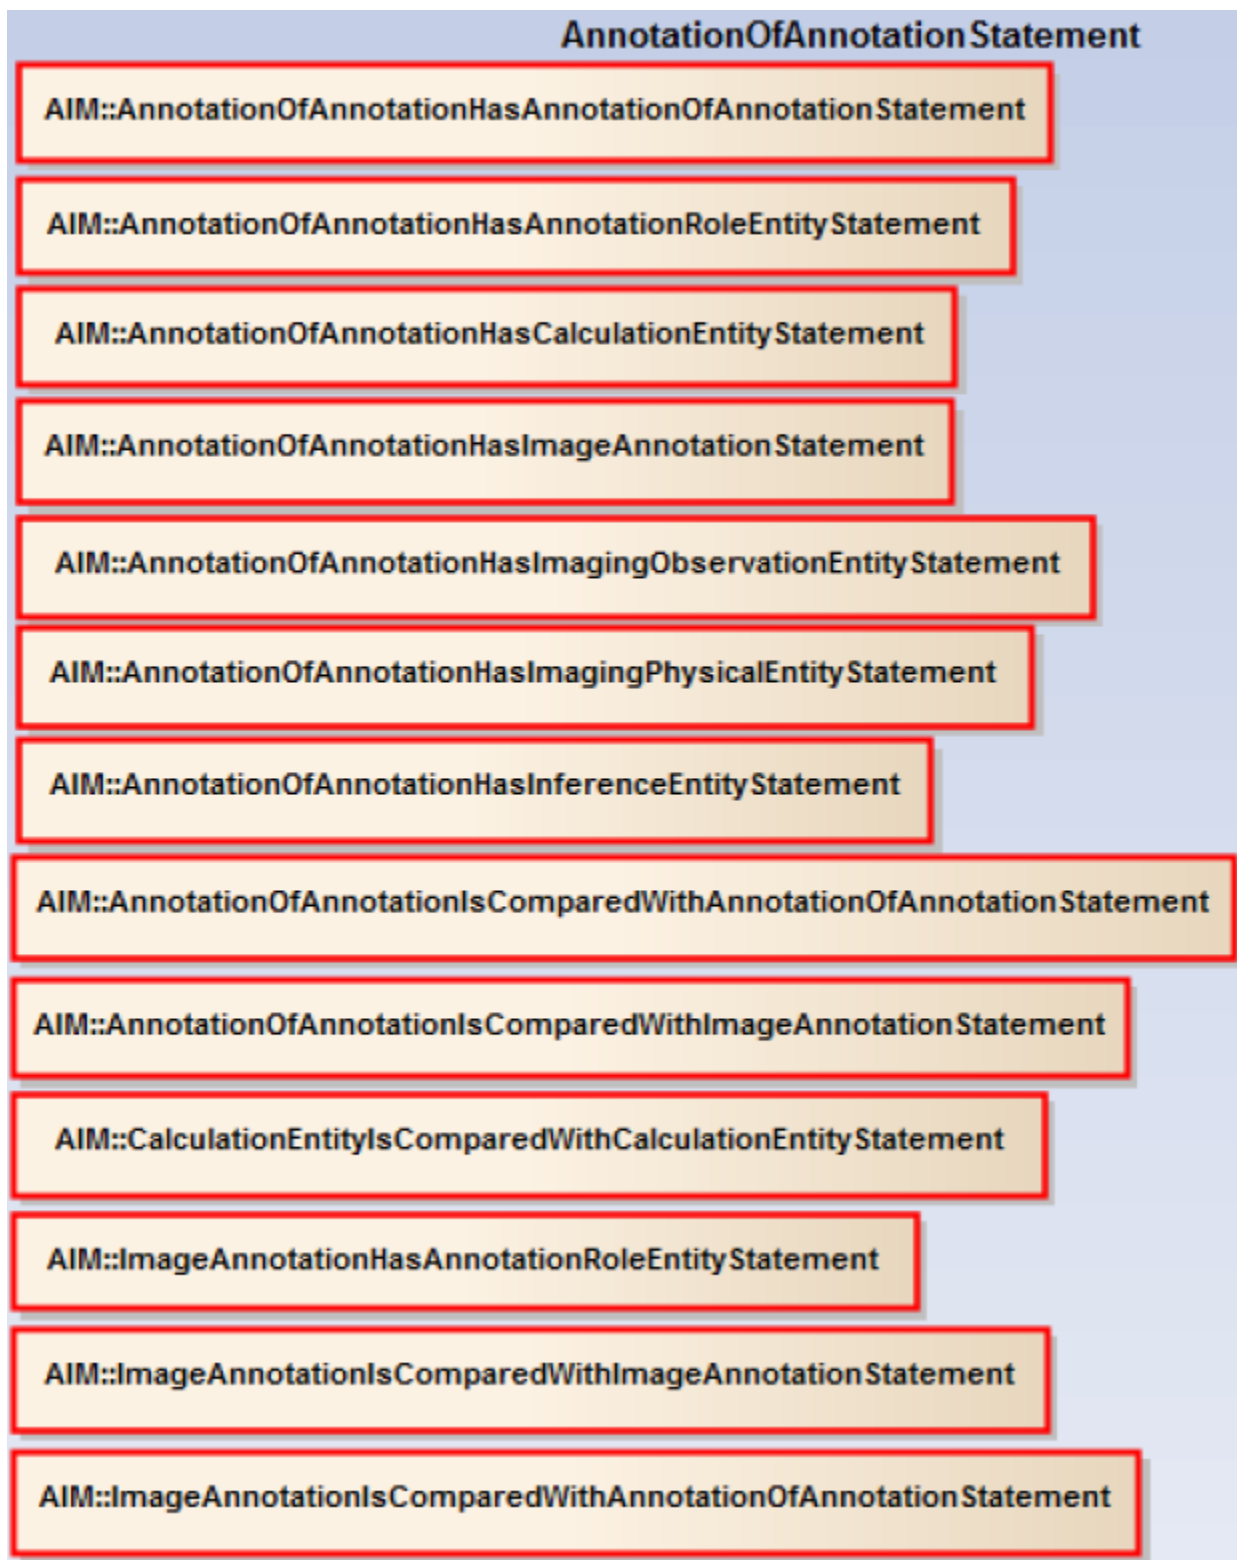 AnnotationOfAnnotationStatement
AIM::AnnotationOfAnnotationHasAnnotationOfAnnotationStatement
AIM::AnnotationOfAnnotationHasAnnotationRoleEntityStatement
AIM::AnnotationOfAnnotationHasCalculationEntityStatement
AIM::AnnotationOfAnnotationHasImageAnnotationStatement
AIM::AnnotationOfAnnotationHasImagingObservationEntityStatement
AIM::AnnotationOfAnnotationHasImagingPhysicalEntityStatement
AIM::AnnotationOfAnnotationHasInferenceEntityStatement
AIM::AnnotationOfAnnotationIsComparedWithAnnotationOfAnnotationStatement
AIM::AnnotationOfAnnotationIsComparedWithImageAnnotationStatement
AIM::CalculationEntityIsComparedWithCalculationEntityStatement
AIM::ImageAnnotationHasAnnotationRoleEntityStatement
AIM::ImageAnnotationIsComparedWithImageAnnotationStatement
AIM::ImageAnnotationIsComparedWithAnnotationOfAnnotationStatement